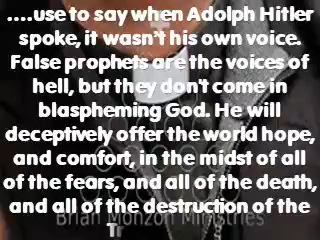 ....use to say when Adolph Hitler
spoke, it wasn't his own voice.
False prophets are the voices of
hell, but they don't come in
blaspheming God. He will
deceptively offer the world hope,
and comfort, in the midst of all
of the fears, and all of the death,
and all of the destruction of the
Brian Monzon Ministries
Tr